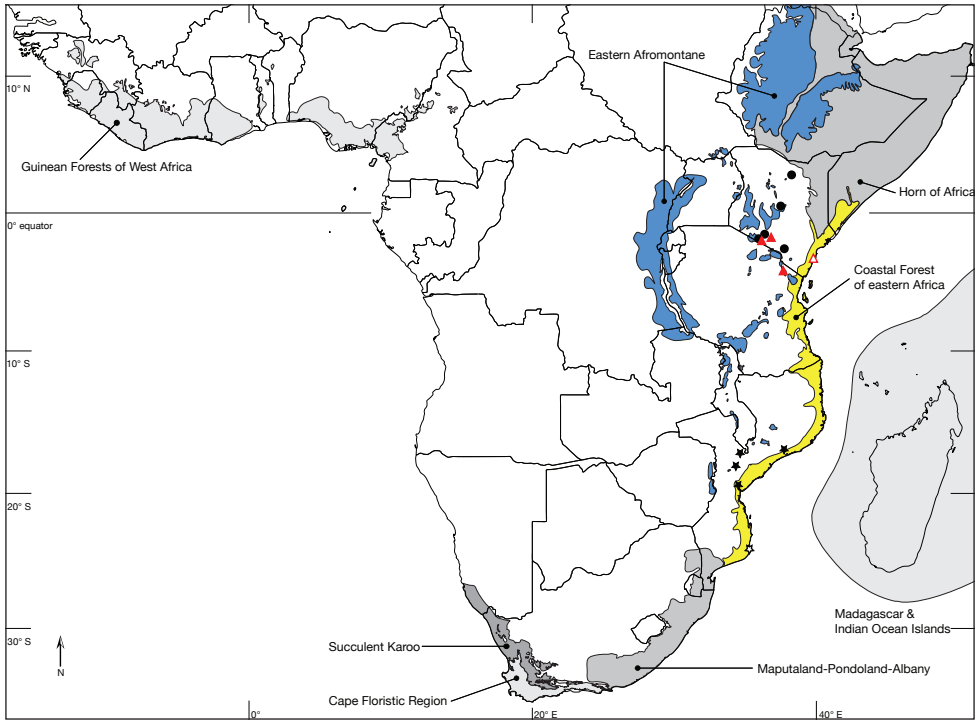 Eastern Afromontane
10° N
Guinean Forests of West Africa
Horn of Africa
0° equator
Coastal Forest
of eastern Africa
10° S
20° S
Madagascar &
Indian Ocean Islands
30° S
Succulent Karoo
N
Maputaland-Pondoland-Albany
Cape Floristic Region
0°
20° E
40° E